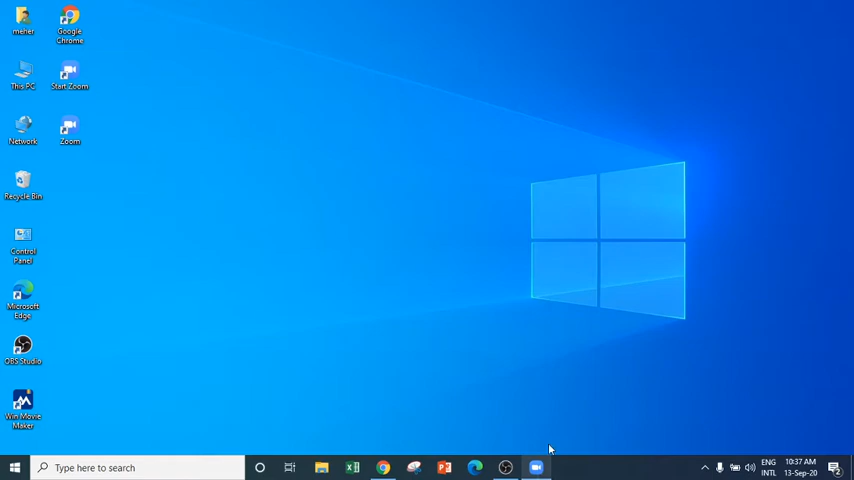 meher
Google
Chrome
This PC
Start Zoom
Network
Zoom
Recycle Bin
Control
Panel
Microsoft
Edge
OBS Studio
Win Movie
Maker
Type here to search
ENG
INTL
10:37 AM
13-Sep-20
2